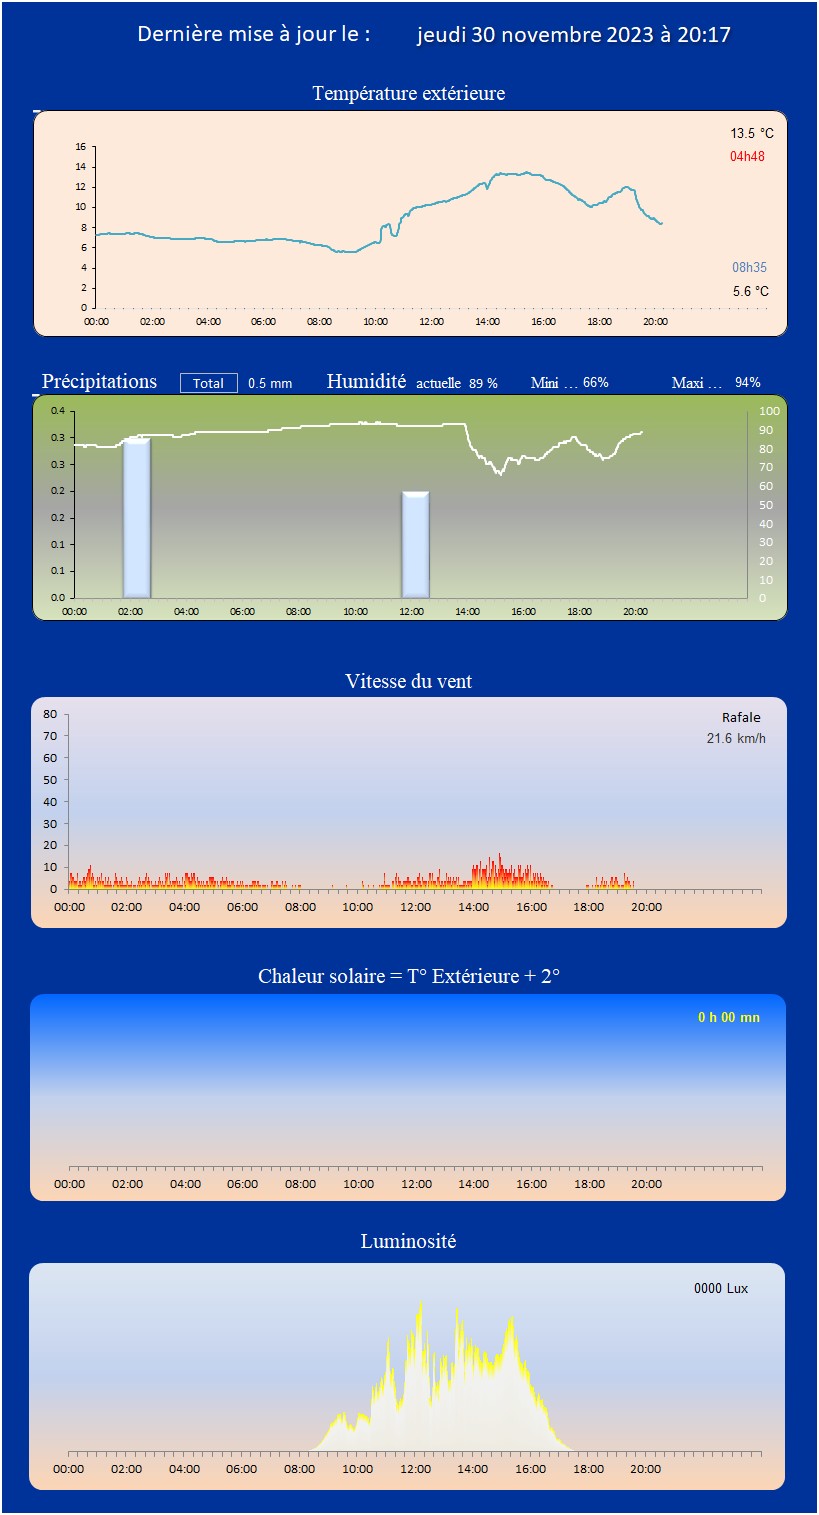 Dernière mise à jour le : jeudi 30 novembre 2023 à 20:17
Température extérieure
13.5 °C
04h48
16
14
12
10
8
6
4
2
0
08h35
5.6 °C
00:00 02:00 04:00 06:00 08:00 10:00 12:00 14:00 16:00 18:00 20:00
Précipitations Total 0.5 mm Humidité actuelle 89 % Mini ... 66% Maxi ... 94%
0.4
0.3
0.3
0.2
0.2
0.1
0.1
0.0
100
90
80
70
60
50
40
30
20
10
0
00:00 02:00 04:00 06:00 08:00 10:00 12:00 14:00 16:00 18:00 20:00
Vitesse du vent
Rafale
21.6 km/h
80
70
60
50
40
30
20
10
0
00:00 02:00 04:00 06:00 08:00 10:00 12:00 14:00 16:00 18:00 20:00
Chaleur solaire = T° Extérieure + 2°
0 h 00 mn
00:00 02:00 04:00 06:00 08:00 10:00 12:00 14:00 16:00 18:00 20:00
Luminosité
0000 Lux
00:00 02:00 04:00 06:00 08:00 10:00 12:00 14:00 16:00 18:00 20:00